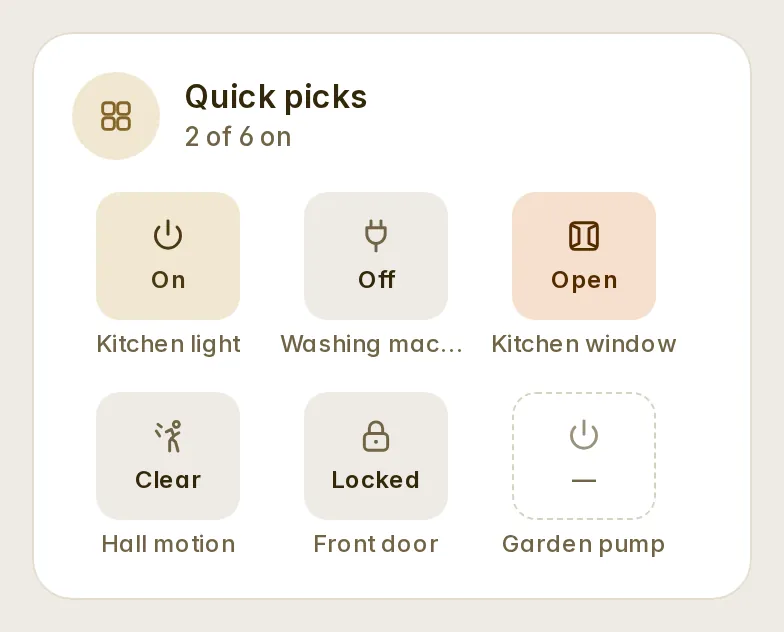 Quick picks
2 of 6 on
On
Off
Open
Kitchen light
Washing mac…
Kitchen window
Clear
Locked
—
Hall motion
Front door
Garden pump